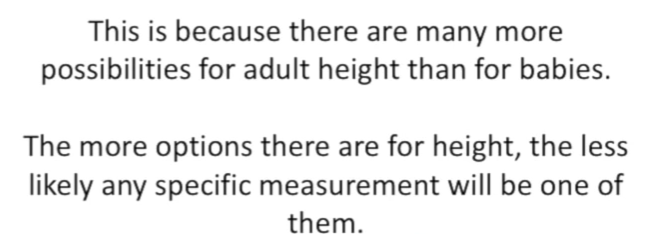 This is because there are many more
possibilities for adult height than for babies.
The more options there are for height, the less
likely any specific measurement will be one of
them.